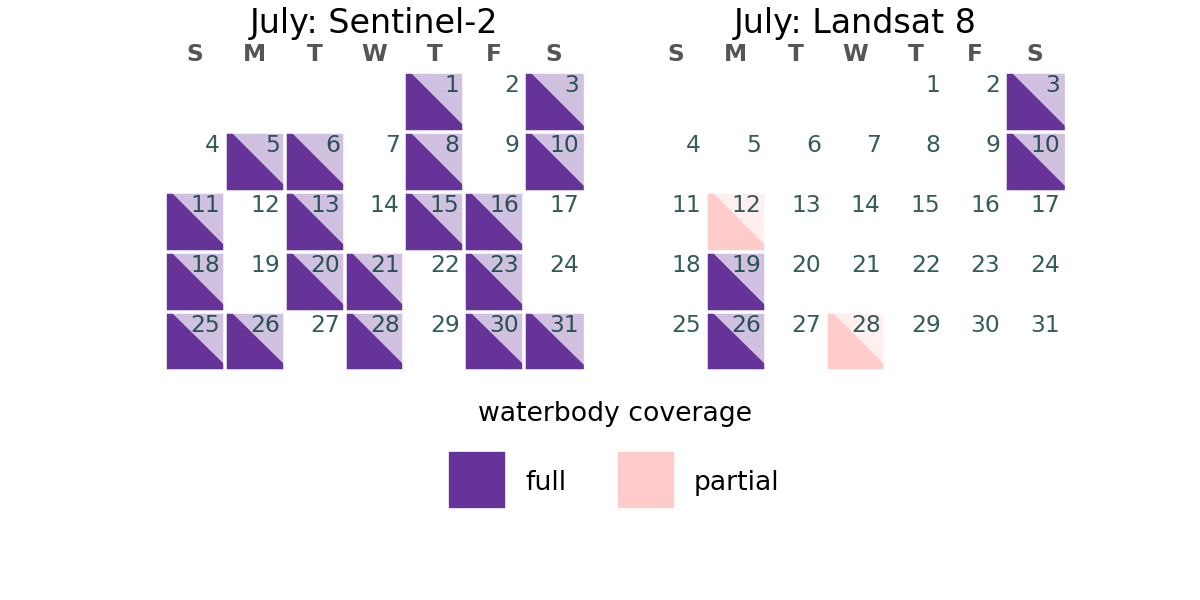 July: Sentinel-2
S M T W T F S
1 2 3
4 5 6 7 8 9 10
11 12 13 14 15 16 17
18 19 20 21 22 23 24
25 26 27 28 29 30 31
July: Landsat 8
S M T W T F S
1 2 3
4 5 6 7 8 9 10
11 12 13 14 15 16 17
18 19 20 21 22 23 24
25 26 27 28 29 30 31
waterbody coverage
full partial